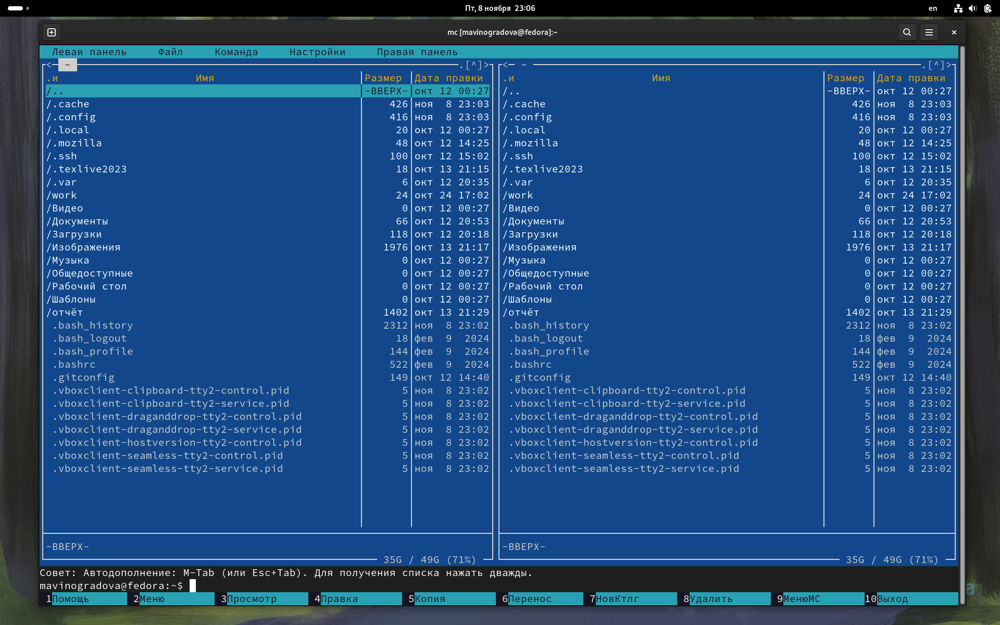 Пт, 8 ноября 23:06 en
mc [mavinogradova@fedora]:~
Левая панель Файл Команда Настройки Правая панель
<─ ~ .[^]> <─ ~ .[^]>
.и Имя Размер Дата правки .и Имя Размер Дата правки
/.. -ВВЕРХ- окт 12 00:27 /.. -ВВЕРХ- окт 12 00:27
/.cache 426 ноя 8 23:03 /.cache 426 ноя 8 23:03
/.config 416 ноя 8 23:03 /.config 416 ноя 8 23:03
/.local 20 окт 12 00:27 /.local 20 окт 12 00:27
/.mozilla 48 окт 12 14:25 /.mozilla 48 окт 12 14:25
/.ssh 100 окт 12 15:02 /.ssh 100 окт 12 15:02
/.texlive2023 18 окт 13 21:15 /.texlive2023 18 окт 13 21:15
/.var 6 окт 12 20:35 /.var 6 окт 12 20:35
/work 24 окт 24 17:02 /work 24 окт 24 17:02
/Видео 0 окт 12 00:27 /Видео 0 окт 12 00:27
/Документы 66 окт 12 20:53 /Документы 66 окт 12 20:53
/Загрузки 118 окт 12 20:18 /Загрузки 118 окт 12 20:18
/Изображения 1976 окт 13 21:17 /Изображения 1976 окт 13 21:17
/Музыка 0 окт 12 00:27 /Музыка 0 окт 12 00:27
/Общедоступные 0 окт 12 00:27 /Общедоступные 0 окт 12 00:27
/Рабочий стол 0 окт 12 00:27 /Рабочий стол 0 окт 12 00:27
/Шаблоны 0 окт 12 00:27 /Шаблоны 0 окт 12 00:27
/отчёт 1402 окт 13 21:29 /отчёт 1402 окт 13 21:29
.bash_history 2312 ноя 8 23:02 .bash_history 2312 ноя 8 23:02
.bash_logout 18 фев 9 2024 .bash_logout 18 фев 9 2024
.bash_profile 144 фев 9 2024 .bash_profile 144 фев 9 2024
.bashrc 522 фев 9 2024 .bashrc 522 фев 9 2024
.gitconfig 149 окт 12 14:40 .gitconfig 149 окт 12 14:40
.vboxclient-clipboard-tty2-control.pid 5 ноя 8 23:02 .vboxclient-clipboard-tty2-control.pid 5 ноя 8 23:02
.vboxclient-clipboard-tty2-service.pid 5 ноя 8 23:02 .vboxclient-clipboard-tty2-service.pid 5 ноя 8 23:02
.vboxclient-draganddrop-tty2-control.pid 5 ноя 8 23:02 .vboxclient-draganddrop-tty2-control.pid 5 ноя 8 23:02
.vboxclient-draganddrop-tty2-service.pid 5 ноя 8 23:02 .vboxclient-draganddrop-tty2-service.pid 5 ноя 8 23:02
.vboxclient-hostversion-tty2-control.pid 5 ноя 8 23:02 .vboxclient-hostversion-tty2-control.pid 5 ноя 8 23:02
.vboxclient-seamless-tty2-control.pid 5 ноя 8 23:02 .vboxclient-seamless-tty2-control.pid 5 ноя 8 23:02
.vboxclient-seamless-tty2-service.pid 5 ноя 8 23:02 .vboxclient-seamless-tty2-service.pid 5 ноя 8 23:02
-ВВЕРХ- -ВВЕРХ-
35G / 49G (71%) 35G / 49G (71%)
Совет: Автодополнение: M-Tab (или Esc+Tab). Для получения списка нажать дважды.
mavinogradova@fedora:~$
1Помощь 2Меню 3Просмотр 4Правка 5Копия 6Перенос 7НовКтлг 8Удалить 9МенюMC 10Выход